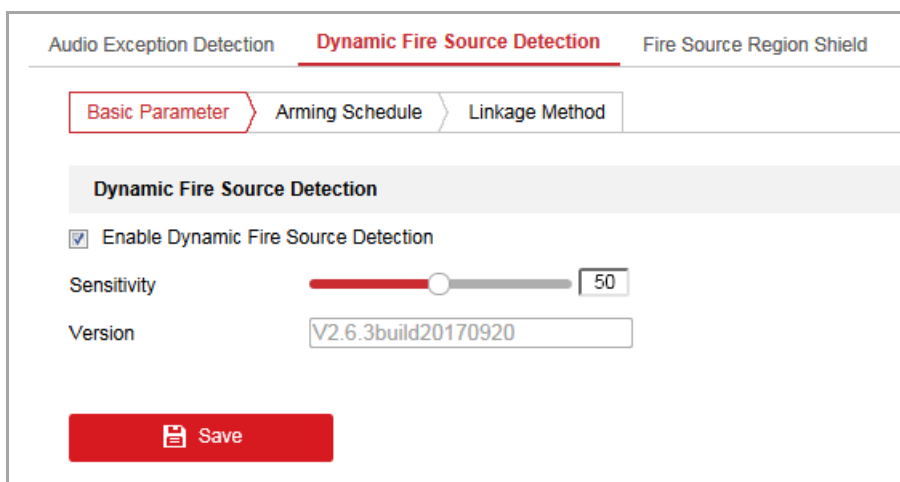 Audio Exception Detection Dynamic Fire Source Detection Fire Source Region Shield
Basic Parameter Arming Schedule Linkage Method
Dynamic Fire Source Detection
Enable Dynamic Fire Source Detection
Sensitivity 50
Version V2.6.3build20170920
Save